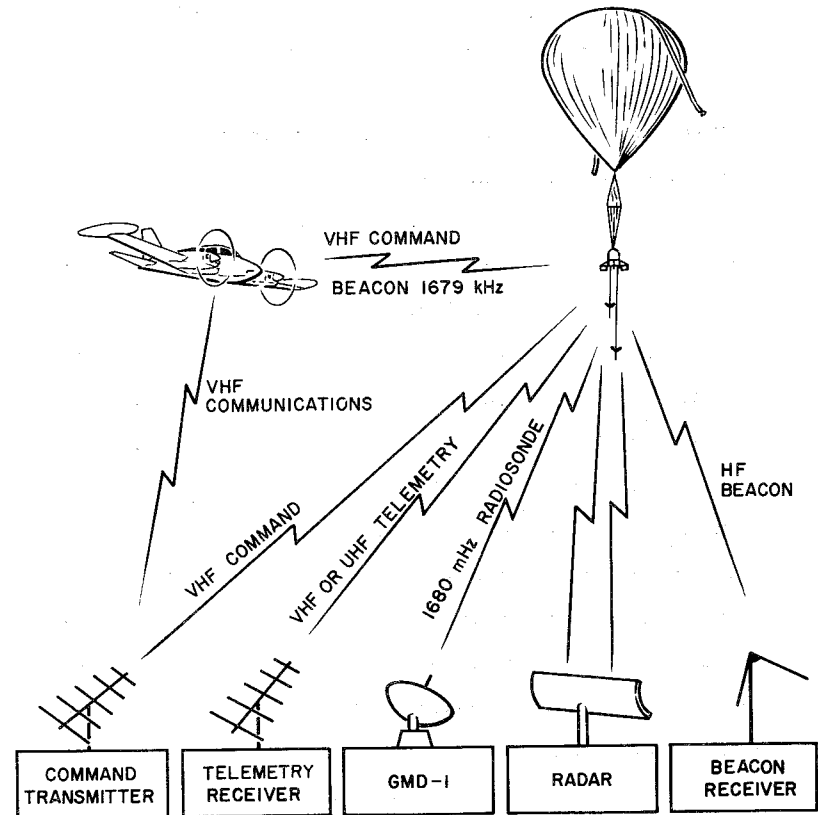 VHF COMMAND
BEACON 1679 kHz
VHF
COMMUNICATIONS
VHF COMMAND
VHF OR UHF TELEMETRY
1680 mHz RADIOSONDE
HF
BEACON
COMMAND
TRANSMITTER
TELEMETRY
RECEIVER
GMD-1
RADAR
BEACON
RECEIVER